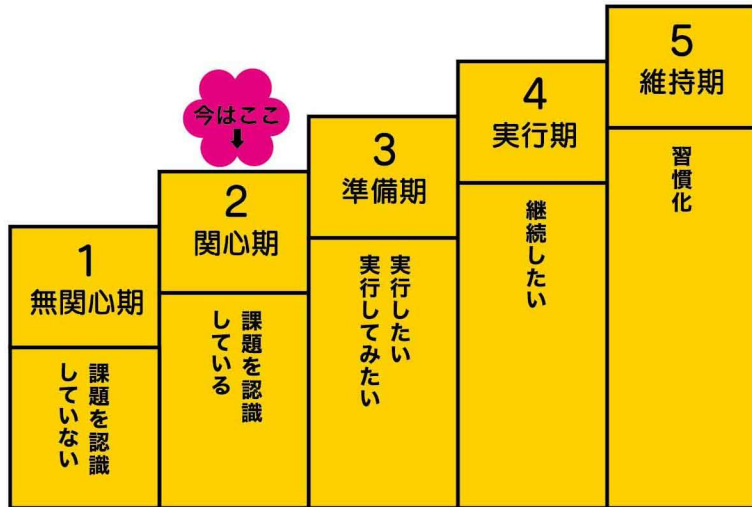 1
無関心期
課題を認識
していない
今はここ
↓
2
関心期
課題を認識
している
3
準備期
実行したい
実行してみたい
4
実行期
継続したい
5
維持期
習慣化